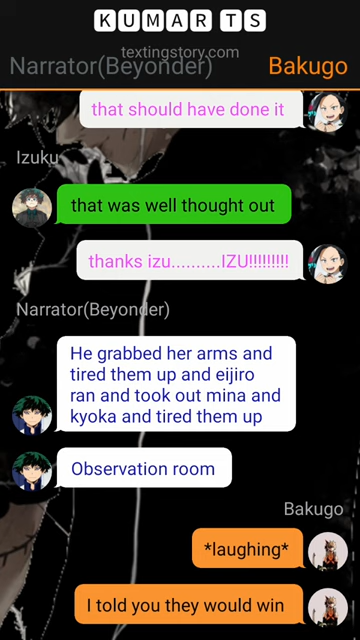 KUMAR TS
textingstory.com
Narrator(Beyonder)
Bakugo
that should have done it
Izuku
that was well thought out
thanks izu..........IZU!!!!!!!!!
Narrator(Beyonder)
He grabbed her arms and
tired them up and eijiro
ran and took out mina and
kyoka and tired them up
Observation room
Bakugo
*laughing*
I told you they would win